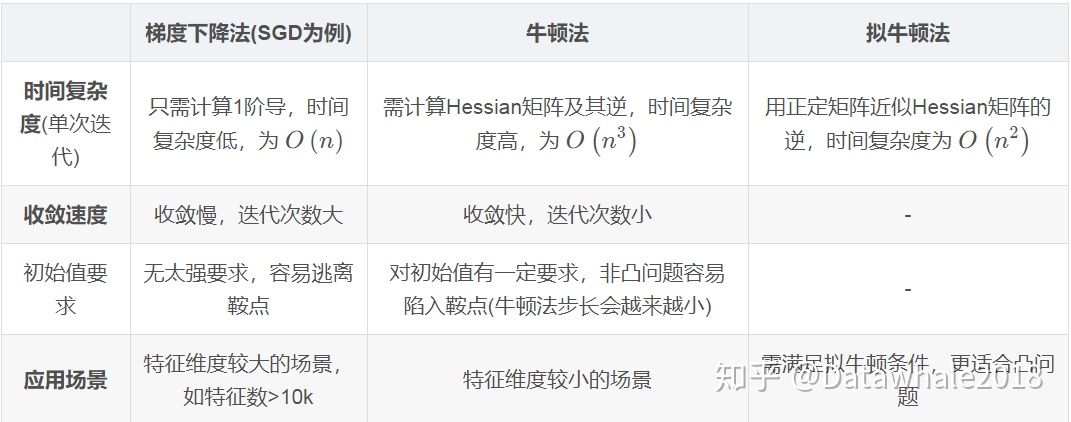 梯度下降法(SGD为例)
牛顿法
拟牛顿法
时间复杂
度(单次迭
代)
只需计算1阶导，时间
复杂度低，为 O (n)
需计算Hessian矩阵及其逆，时间复杂
度高，为 O (n³)
用正定矩阵近似Hessian矩阵的
逆，时间复杂度为 O (n²)
收敛速度
收敛慢，迭代次数大
收敛快，迭代次数小
-
初始值要
求
无太强要求，容易逃离
鞍点
对初始值有一定要求，非凸问题容易
陷入鞍点(牛顿法步长会越来越小)
-
应用场景
特征维度较大的场景，
如特征数>10k
特征维度较小的场景
需满足拟牛顿条件，更适合凸问
题
知乎 @Datawhale2018